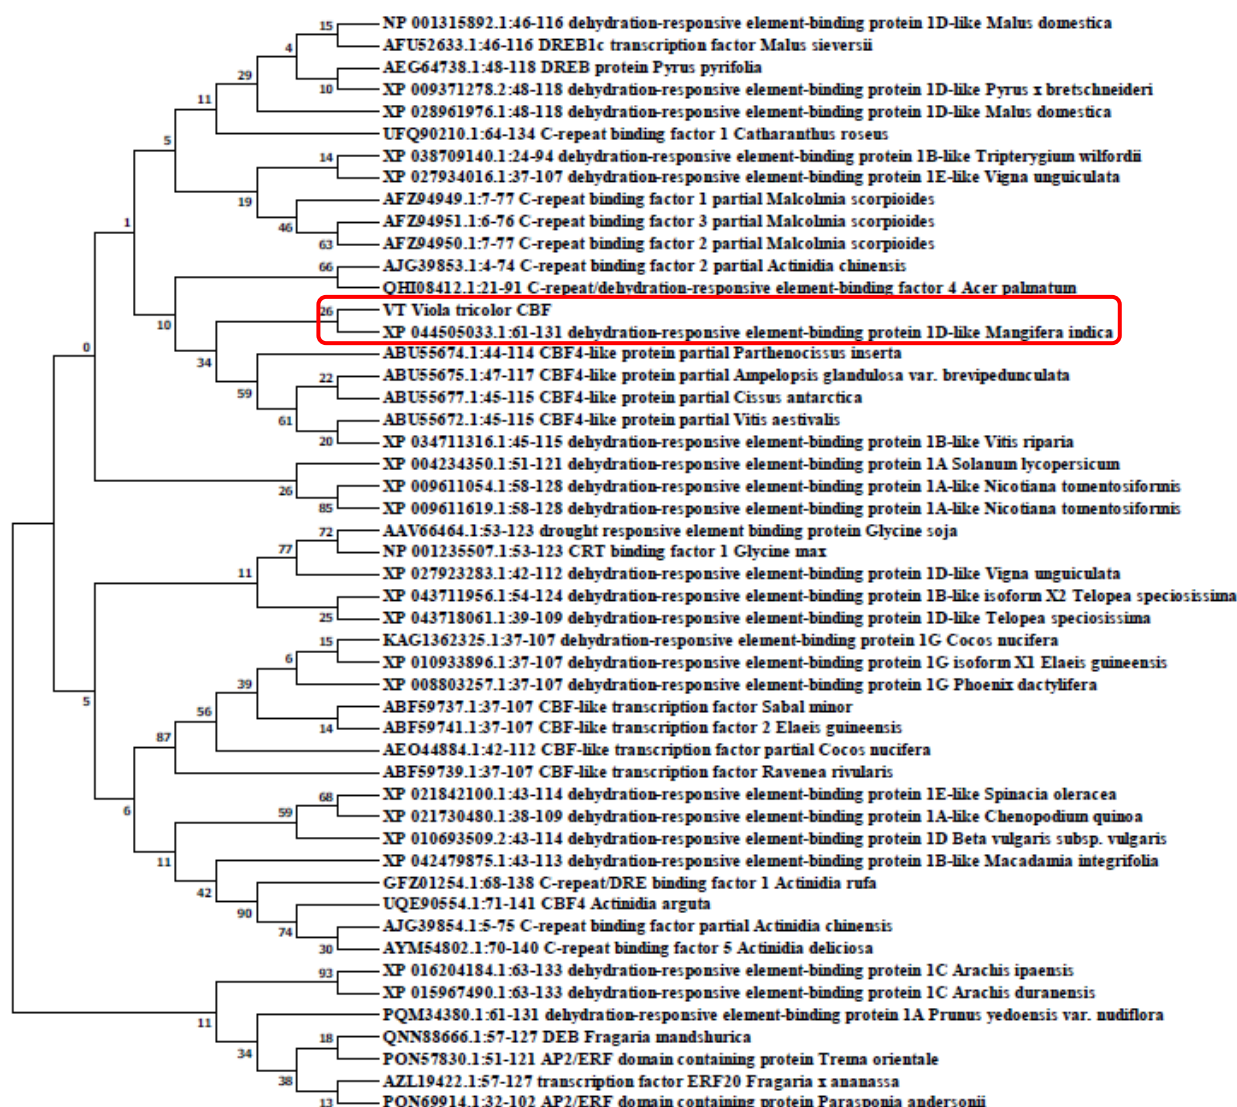 NP 001315892.1:46-116 dehydration-responsive element-binding protein 1D-like Malus domestica
15
AFU52633.1:46-116 DREB1c transcription factor Malus sieversii
4
AEG64738.1:48-118 DREB protein Pyrus pyrifolia
29
XP 009371278.2:48-118 dehydration-responsive element-binding protein 1D-like Pyrus x bretschneideri
10
11
XP 028961976.1:48-118 dehydration-responsive element-binding protein 1D-like Malus domestica
UFQ90210.1:64-134 C-repeat binding factor 1 Catharanthus roseus
5
XP 038709140.1:24-94 dehydration-responsive element-binding protein 1B-like Tripterygium wilfordii
14
XP 027934016.1:37-107 dehydration-responsive element-binding protein 1E-like Vigna unguiculata
19
AFZ94949.1:7-77 C-repeat binding factor 1 partial Malcolmia scorpioides
1
AFZ94951.1:6-76 C-repeat binding factor 3 partial Malcolmia scorpioides
46
AFZ94950.1:7-77 C-repeat binding factor 2 partial Malcolmia scorpioides
63
AJG39853.1:4-74 C-repeat binding factor 2 partial Actinidia chinensis
66
QHI08412.1:21-91 C-repeat/dehydration-responsive element-binding factor 4 Acer palmatum
10
VT Viola tricolor CBF
26
XP 044505033.1:61-131 dehydration-responsive element-binding protein 1D-like Mangifera indica
0
ABU55674.1:44-114 CBF4-like protein partial Parthenocissus inserta
34
ABU55675.1:47-117 CBF4-like protein partial Ampelopsis glandulosa var. brevipedunculata
22
59
ABU55677.1:45-115 CBF4-like protein partial Cissus antarctica
ABU55672.1:45-115 CBF4-like protein partial Vitis aestivalis
61
XP 034711316.1:45-115 dehydration-responsive element-binding protein 1B-like Vitis riparia
20
XP 004234350.1:51-121 dehydration-responsive element-binding protein 1A Solanum lycopersicum
XP 009611054.1:58-128 dehydration-responsive element-binding protein 1A-like Nicotiana tomentosiformis
26
XP 009611619.1:58-128 dehydration-responsive element-binding protein 1A-like Nicotiana tomentosiformis
85
AAV66464.1:53-123 drought responsive element binding protein Glycine soja
72
NP 001235507.1:53-123 CRT binding factor 1 Glycine max
77
XP 027923283.1:42-112 dehydration-responsive element-binding protein 1D-like Vigna unguiculata
11
XP 043711956.1:54-124 dehydration-responsive element-binding protein 1B-like isoform X2 Telopea speciosissima
XP 043718061.1:39-109 dehydration-responsive element-binding protein 1D-like Telopea speciosissima
25
KAG1362325.1:37-107 dehydration-responsive element-binding protein 1G Cocos nucifera
15
XP 010933896.1:37-107 dehydration-responsive element-binding protein 1G isoform X1 Elaeis guineensis
6
XP 008803257.1:37-107 dehydration-responsive element-binding protein 1G Phoenix dactylifera
39
5
ABF59737.1:37-107 CBF-like transcription factor Sabal minor
56
ABF59741.1:37-107 CBF-like transcription factor 2 Elaeis guineensis
14
87
AEO44884.1:42-112 CBF-like transcription factor partial Cocos nucifera
ABF59739.1:37-107 CBF-like transcription factor Ravenea rivularis
XP 021842100.1:43-114 dehydration-responsive element-binding protein 1E-like Spinacia oleracea
68
6
59
XP 021730480.1:38-109 dehydration-responsive element-binding protein 1A-like Chenopodium quinoa
XP 010693509.2:43-114 dehydration-responsive element-binding protein 1D Beta vulgaris subsp. vulgaris
11
XP 042479875.1:43-113 dehydration-responsive element-binding protein 1B-like Macadamia integrifolia
GFZ01254.1:68-138 C-repeat/DRE binding factor 1 Actinidia rufa
42
UQE90554.1:71-141 CBF4 Actinidia arguta
90
AJG39854.1:5-75 C-repeat binding factor partial Actinidia chinensis
74
AYM54802.1:70-140 C-repeat binding factor 5 Actinidia deliciosa
30
XP 016204184.1:63-133 dehydration-responsive element-binding protein 1C Arachis ipaensis
93
XP 015967490.1:63-133 dehydration-responsive element-binding protein 1C Arachis duranensis
PQM34380.1:61-131 dehydration-responsive element-binding protein 1A Prunus yedoensis var. nudiflora
11
QNN88666.1:57-127 DEB Fragaria mandshurica
18
34
PON57830.1:51-121 AP2/ERF domain containing protein Trema orientale
AZL19422.1:57-127 transcription factor ERF20 Fragaria x ananassa
38
PON69914.1:32-102 AP2/ERF domain containing protein Parasponia andersonii
13